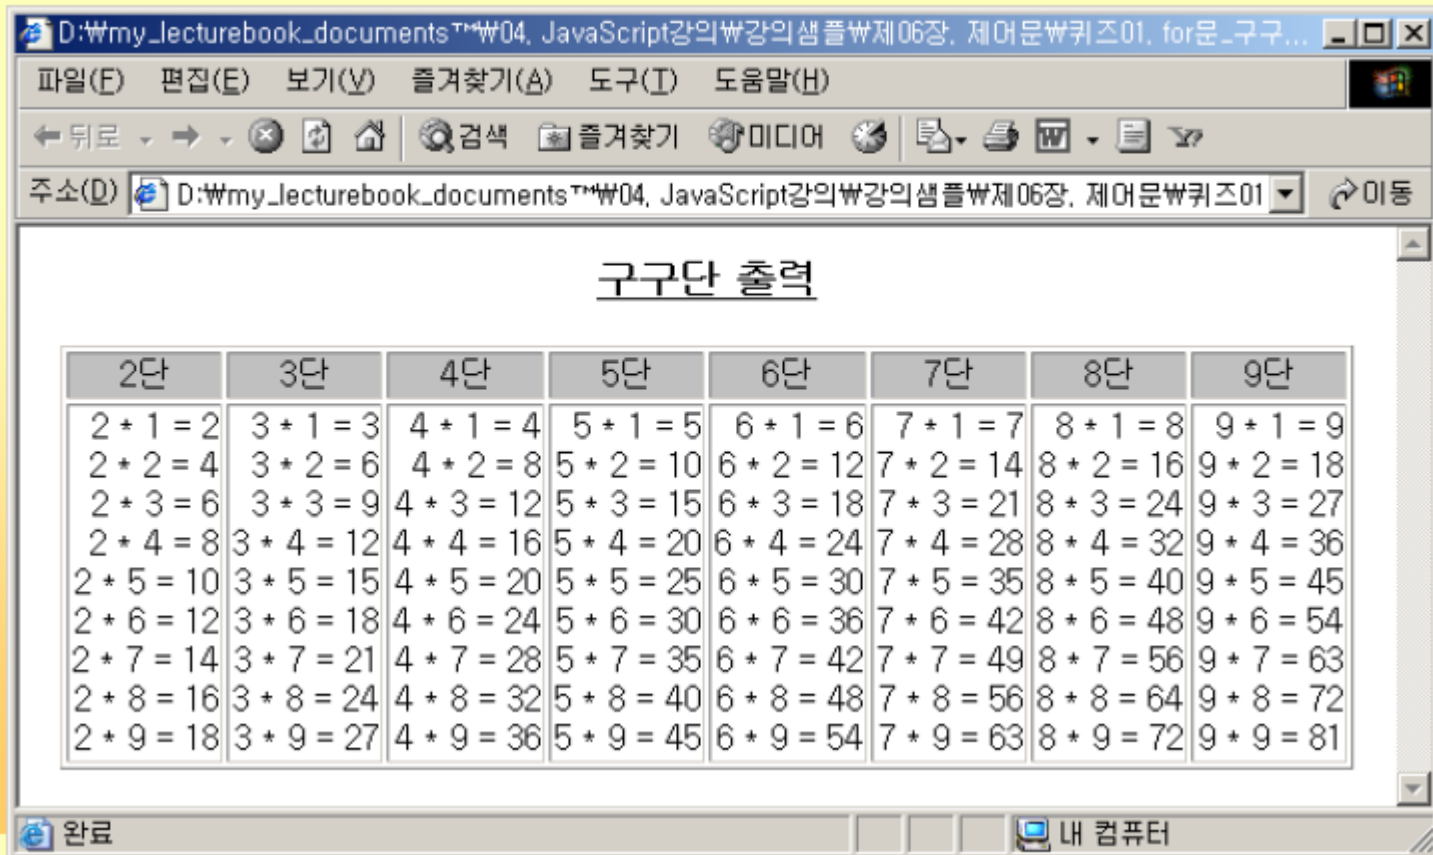 D:₩my_lecturebook_documents™₩04, JavaScript강의₩강의샘플₩제06장, 제어문₩퀴즈01, for문_구구...
파일(F) 편집(E) 보기(V) 즐겨찾기(A) 도구(T) 도움말(H)
뒤로 검색 즐겨찾기 미디어
주소(D) D:₩my_lecturebook_documents™₩04, JavaScript강의₩강의샘플₩제06장, 제어문₩퀴즈01 이동
구구단 출력
2단 3단 4단 5단 6단 7단 8단 9단
2 * 1 = 2 3 * 1 = 3 4 * 1 = 4 5 * 1 = 5 6 * 1 = 6 7 * 1 = 7 8 * 1 = 8 9 * 1 = 9
2 * 2 = 4 3 * 2 = 6 4 * 2 = 8 5 * 2 = 10 6 * 2 = 12 7 * 2 = 14 8 * 2 = 16 9 * 2 = 18
2 * 3 = 6 3 * 3 = 9 4 * 3 = 12 5 * 3 = 15 6 * 3 = 18 7 * 3 = 21 8 * 3 = 24 9 * 3 = 27
2 * 4 = 8 3 * 4 = 12 4 * 4 = 16 5 * 4 = 20 6 * 4 = 24 7 * 4 = 28 8 * 4 = 32 9 * 4 = 36
2 * 5 = 10 3 * 5 = 15 4 * 5 = 20 5 * 5 = 25 6 * 5 = 30 7 * 5 = 35 8 * 5 = 40 9 * 5 = 45
2 * 6 = 12 3 * 6 = 18 4 * 6 = 24 5 * 6 = 30 6 * 6 = 36 7 * 6 = 42 8 * 6 = 48 9 * 6 = 54
2 * 7 = 14 3 * 7 = 21 4 * 7 = 28 5 * 7 = 35 6 * 7 = 42 7 * 7 = 49 8 * 7 = 56 9 * 7 = 63
2 * 8 = 16 3 * 8 = 24 4 * 8 = 32 5 * 8 = 40 6 * 8 = 48 7 * 8 = 56 8 * 8 = 64 9 * 8 = 72
2 * 9 = 18 3 * 9 = 27 4 * 9 = 36 5 * 9 = 45 6 * 9 = 54 7 * 9 = 63 8 * 9 = 72 9 * 9 = 81
완료 내 컴퓨터